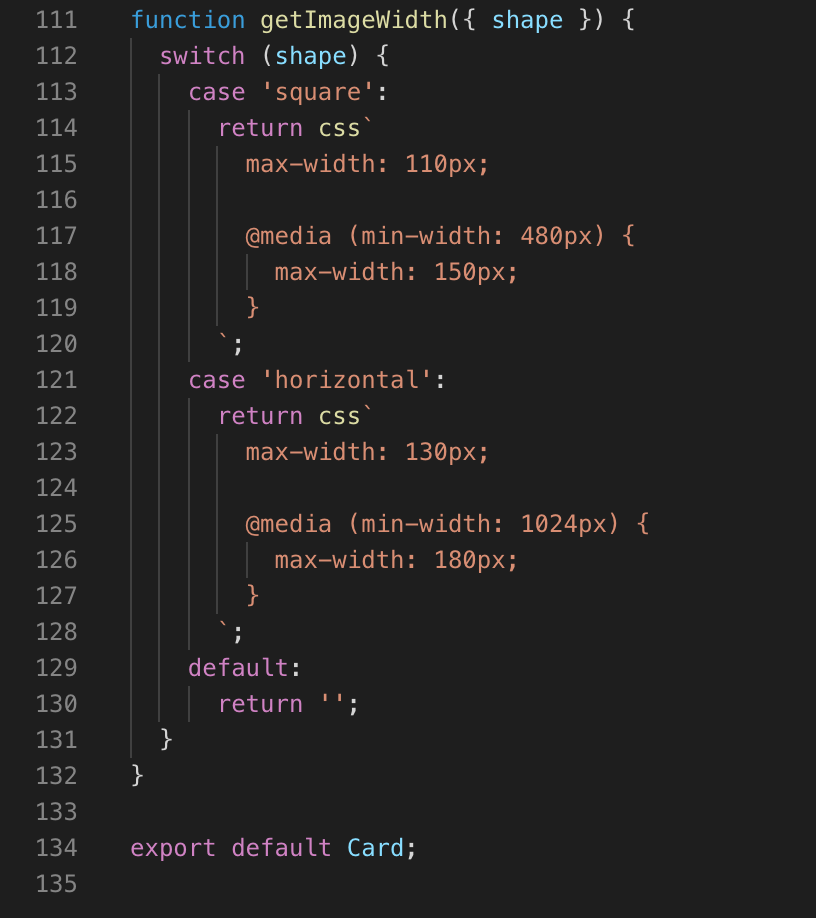 111 function getImageWidth({ shape }) {
112   switch (shape) {
113     case 'square':
114       return css`
115         max-width: 110px;
116
117         @media (min-width: 480px) {
118           max-width: 150px;
119         }
120       `;
121     case 'horizontal':
122       return css`
123         max-width: 130px;
124
125         @media (min-width: 1024px) {
126           max-width: 180px;
127         }
128       `;
129     default:
130       return '';
131   }
132 }
133
134 export default Card;
135